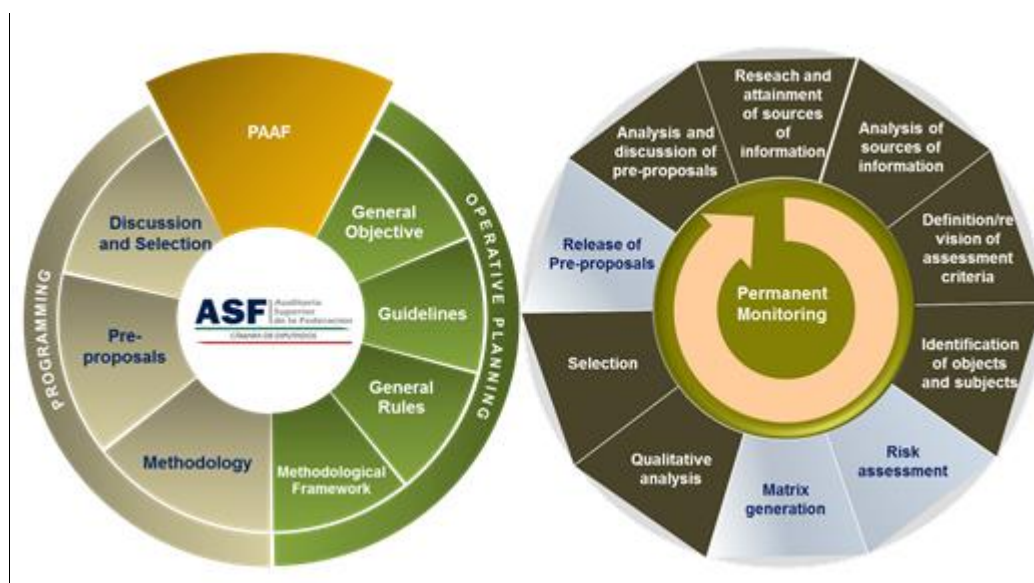 PAAF
General
Objective
Guidelines
General
Rules
Methodological
Framework
Methodology
Pre-
proposals
Discussion
and Selection
PROGRAMMING
OPERATIVE PLANNING
ASF
Auditoría
Superior
de la Federación
CÁMARA DE DIPUTADOS
Reseach and
attainment
of sources
of
information
Analysis of
sources of
information
Definition/re
vision of
assessment
criteria
Identification
of objects
and subjects
Risk
assessment
Matrix
generation
Qualitative
analysis
Selection
Release of
Pre-proposals
Analysis and
discussion of
pre-proposals
Permanent
Monitoring